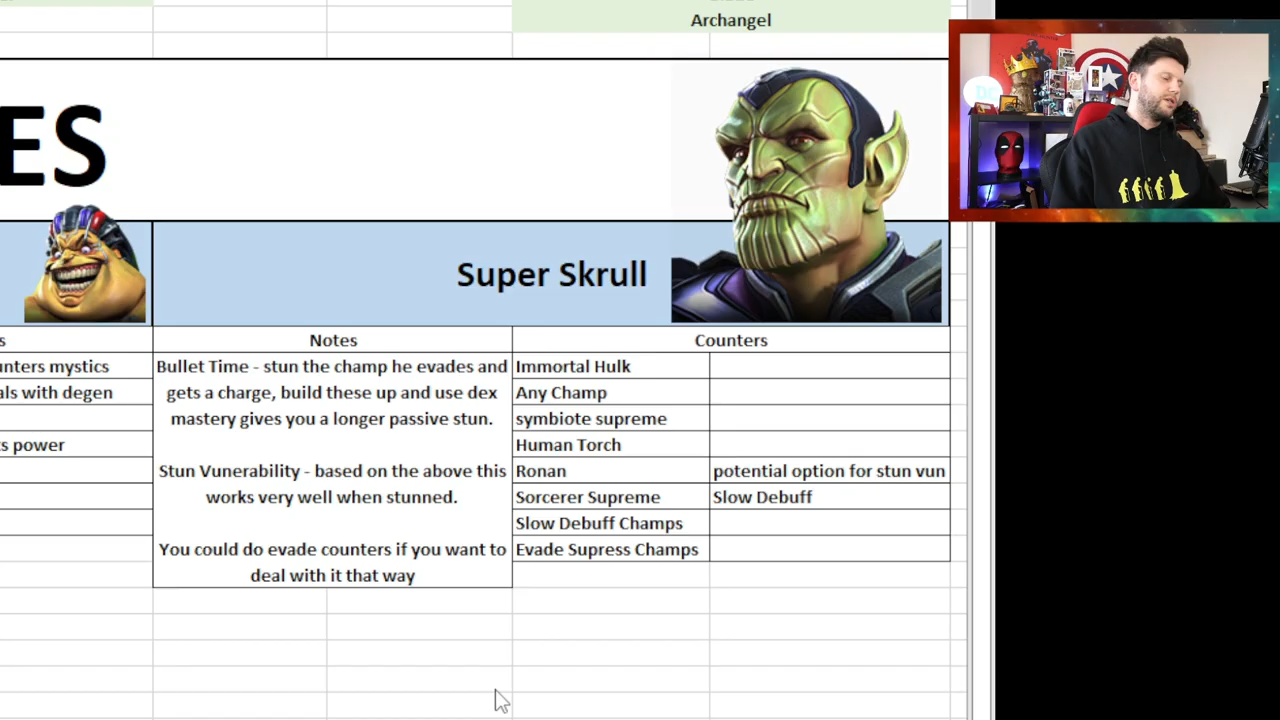 Archangel
ES
Super Skrull
s
Notes
Counters
unters mystics
als with degen
s power
Bullet Time - stun the champ he evades and
gets a charge, build these up and use dex
mastery gives you a longer passive stun.
Stun Vunerability - based on the above this
works very well when stunned.
You could do evade counters if you want to
deal with it that way
Immortal Hulk
Any Champ
symbiote supreme
Human Torch
Ronan potential option for stun vun
Sorcerer Supreme Slow Debuff
Slow Debuff Champs
Evade Supress Champs